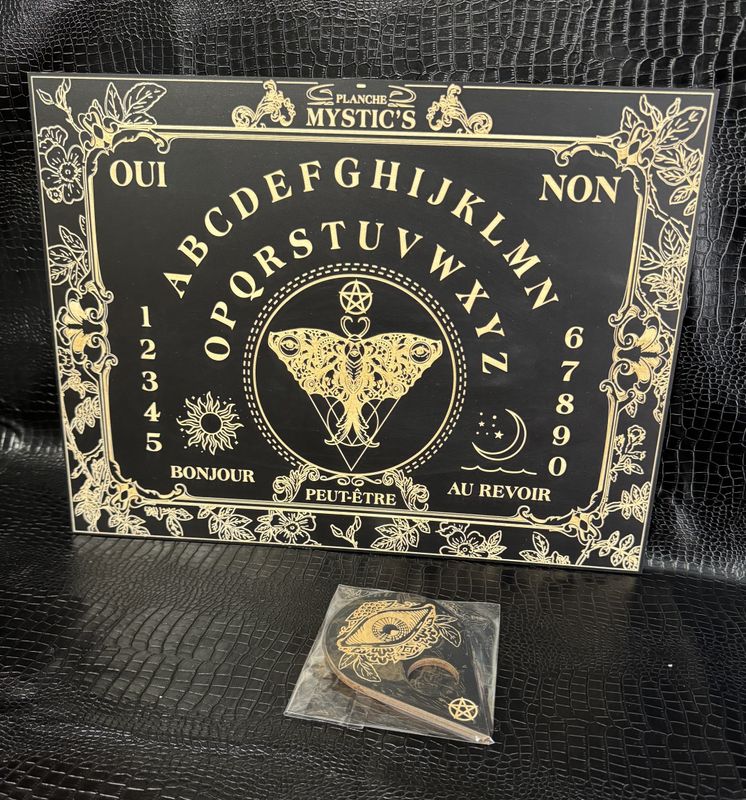 PLANCHE
MYSTIC'S
OUI
NON
ABCDEFGHIJKLMN
OPQRSTUVWXYZ
1
2
3
4
5
6
7
8
9
0
BONJOUR
PEUT-ÊTRE
AU REVOIR